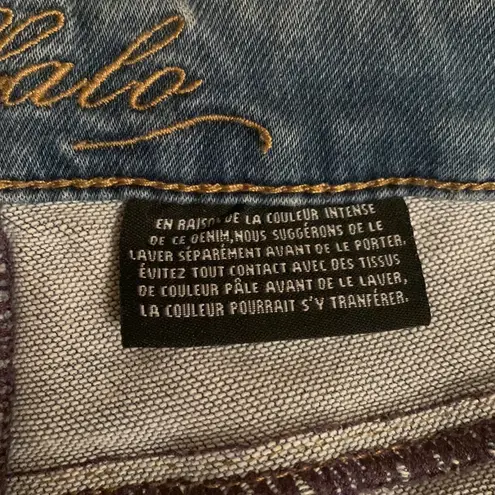 EN RAISON DE LA COULEUR INTENSE
DE CE DENIM, NOUS SUGGÉRONS DE LE
LAVER SÉPARÉMENT AVANT DE LE PORTER.
ÉVITEZ TOUT CONTACT AVEC DES TISSUS
DE COULEUR PÂLE AVANT DE LE LAVER,
LA COULEUR POURRAIT S'Y TRANFÉRER.